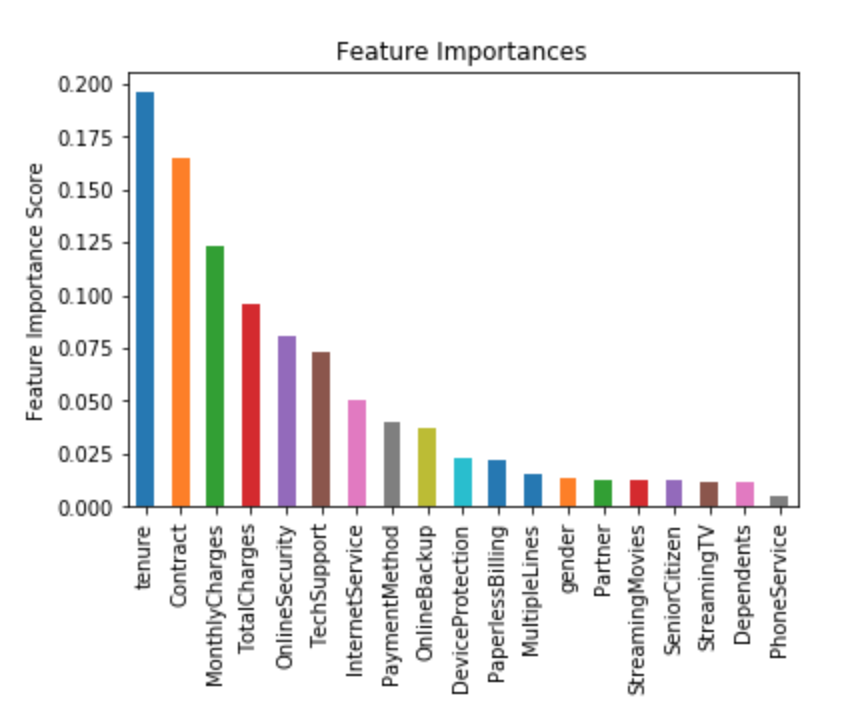 Feature Importances
Feature Importance Score
0.200
0.175
0.150
0.125
0.100
0.075
0.050
0.025
0.000
tenure
Contract
MonthlyCharges
TotalCharges
OnlineSecurity
TechSupport
InternetService
PaymentMethod
OnlineBackup
DeviceProtection
PaperlessBilling
MultipleLines
gender
Partner
StreamingMovies
SeniorCitizen
StreamingTV
Dependents
PhoneService